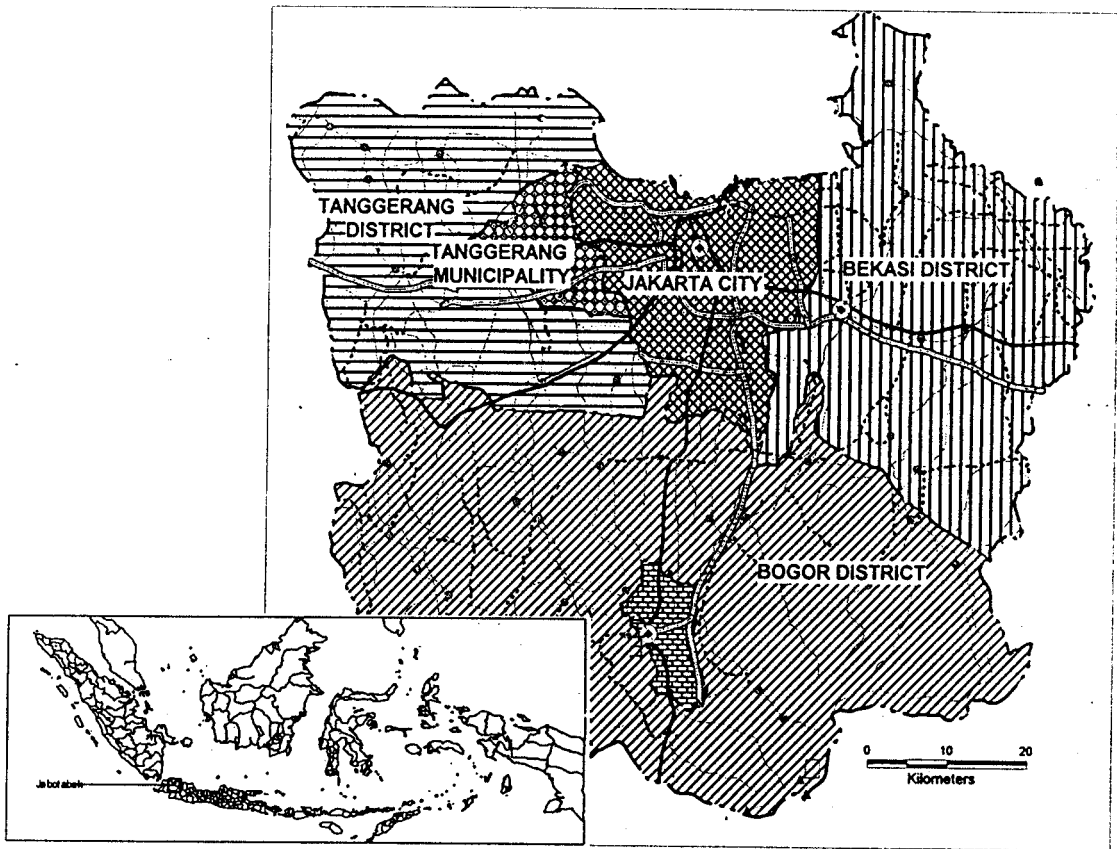 TANGGERANG
DISTRICT
TANGGERANG
MUNICIPALITY
JAKARTA CITY
BEKASI DISTRICT
BOGOR DISTRICT
Jabotabek
0 10 20
Kilometers